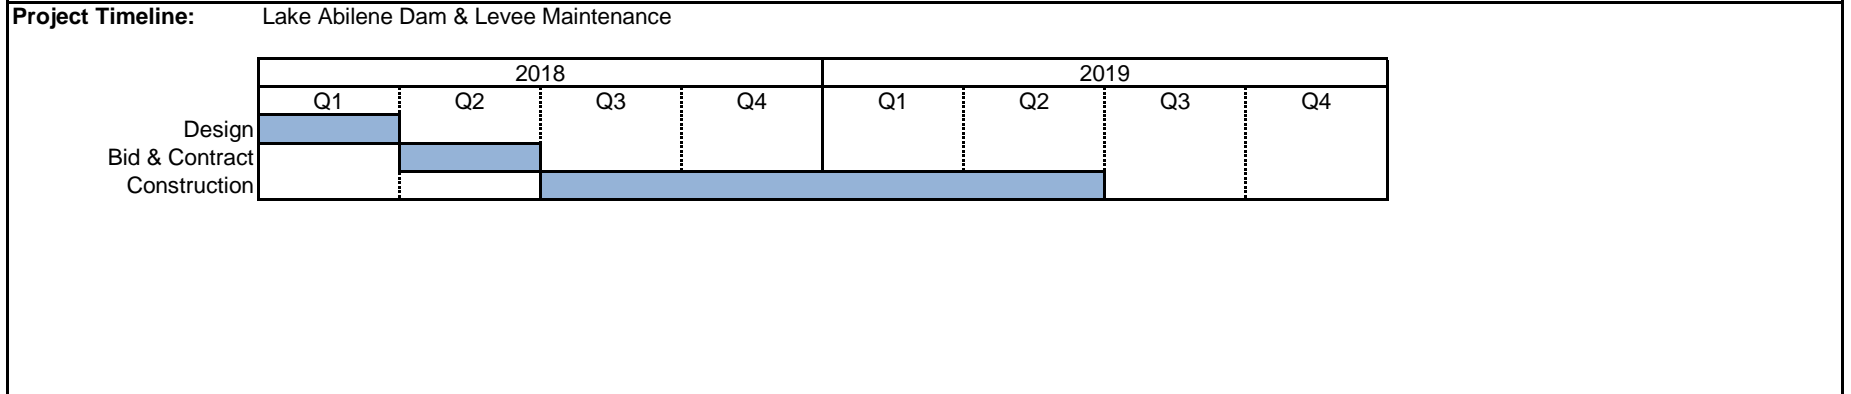 Project Timeline: Lake Abilene Dam & Levee Maintenance
2018 2019
Q1 Q2 Q3 Q4 Q1 Q2 Q3 Q4
Design
Bid & Contract
Construction